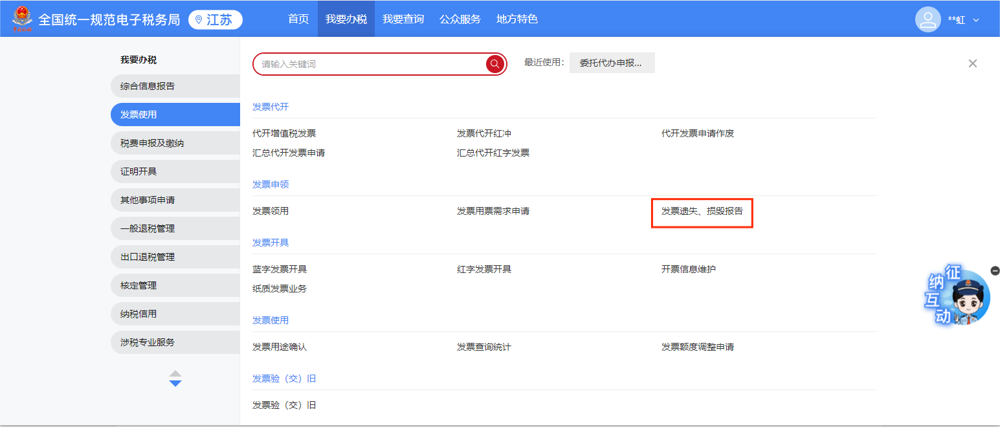 全国统一规范电子税务局
江苏
首页 我要办税 我要查询 公众服务 地方特色
**虹
我要办税
综合信息报告
发票使用
税费申报及缴纳
证明开具
其他事项申请
一般退税管理
出口退税管理
核定管理
纳税信用
涉税专业服务
请输入关键词
最近使用： 委托代办申报...
发票代开
代开增值税发票 发票代开红冲 代开发票申请作废
汇总代开发票申请 汇总代开红字发票
发票申领
发票领用 发票用票需求申请 发票遗失、损毁报告
发票开具
蓝字发票开具 红字发票开具 开票信息维护
纸质发票业务
发票使用
发票用途确认 发票查询统计 发票额度调整申请
发票验（交）旧
发票验（交）旧
征纳互动